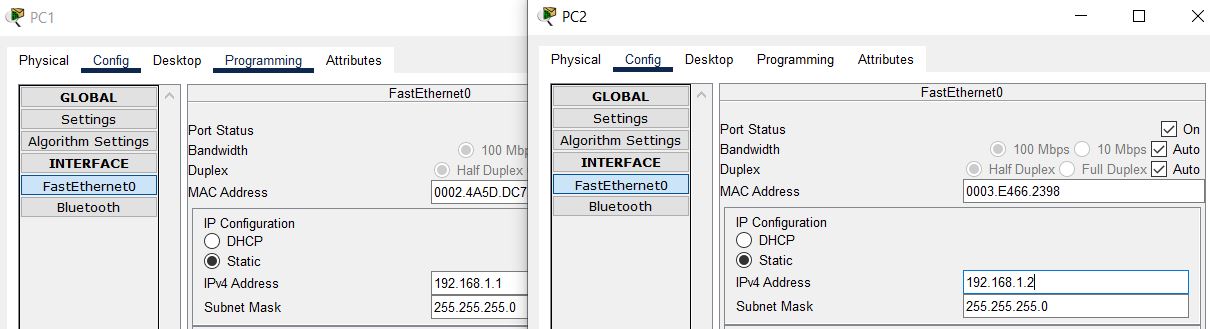 PC1
Physical Config Desktop Programming Attributes
GLOBAL
Settings
Algorithm Settings
INTERFACE
FastEthernet0
Bluetooth
FastEthernet0
Port Status
Bandwidth 100 Mbp
Duplex Half Duplex
MAC Address 0002.4A5D.DC7
IP Configuration
DHCP
Static
IPv4 Address 192.168.1.1
Subnet Mask 255.255.255.0
PC2
Physical Config Desktop Programming Attributes
GLOBAL
Settings
Algorithm Settings
INTERFACE
FastEthernet0
Bluetooth
FastEthernet0
Port Status On
Bandwidth 100 Mbps 10 Mbps Auto
Duplex Half Duplex Full Duplex Auto
MAC Address 0003.E466.2398
IP Configuration
DHCP
Static
IPv4 Address 192.168.1.2
Subnet Mask 255.255.255.0